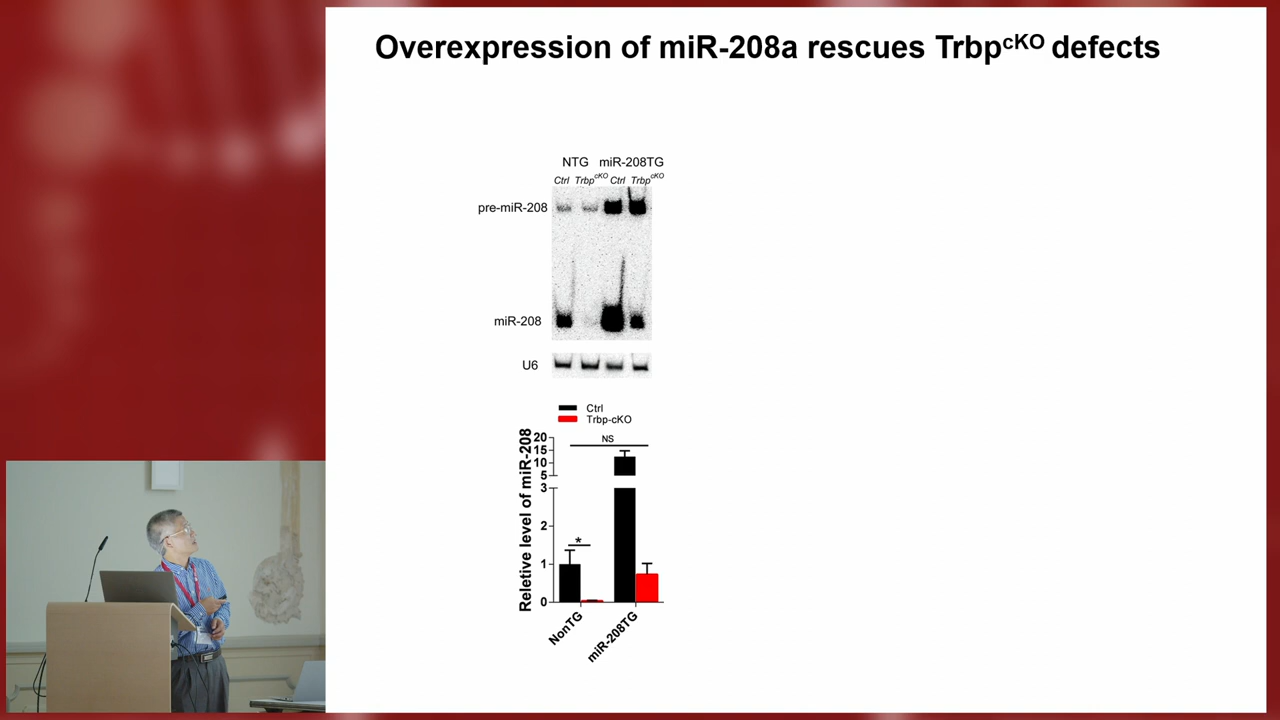 Overexpression of miR-208a rescues Trbpᶜᴷᴼ defects
NTG miR-208TG
Ctrl Trbpᶜᴷᴼ Ctrl Trbpᶜᴷᴼ
pre-miR-208
miR-208
U6
Ctrl
Trbp-cKO
Reletive level of miR-208
20
15
10
5
3
2
1
0
NS
*
NonTG
miR-208TG